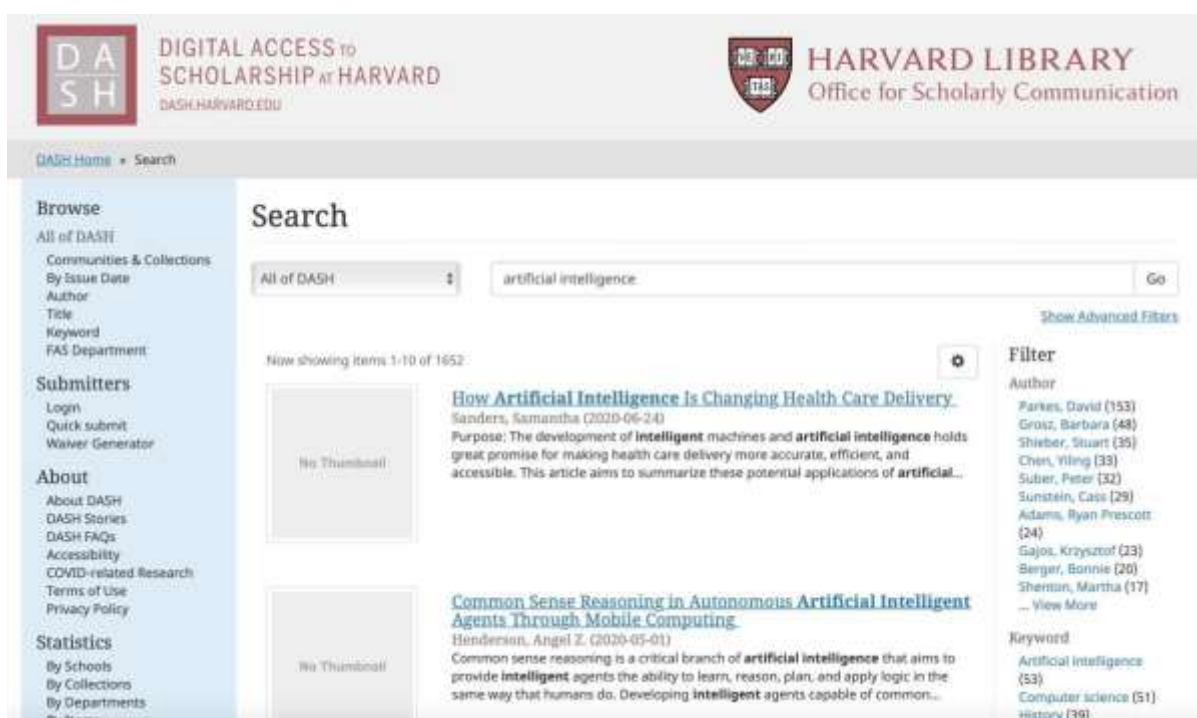 DASH
DIGITAL ACCESS TO
SCHOLARSHIP AT HARVARD
DASH.HARVARD.EDU
HARVARD LIBRARY
Office for Scholarly Communication
DASH Home
Search
Browse
All of DASH
Communities & Collections
By Issue Date
Author
Title
Keyword
FAS Department
Submitters
Login
Quick submit
Waiver Generator
About
About DASH
DASH Stories
DASH FAQs
Accessibility
COVID-related Research
Terms of Use
Privacy Policy
Statistics
By Schools
By Collections
By Departments
Search
All of DASH
artificial intelligence
Go
Show Advanced Filters
Now showing items 1-10 of 1652
No Thumbnail
How Artificial Intelligence Is Changing Health Care Delivery
Sanders, Samantha (2020-06-24)
Purpose: The development of intelligent machines and artificial intelligence holds
great promise for making health care delivery more accurate, efficient, and
accessible. This article aims to summarize these potential applications of artificial...
No Thumbnail
Common Sense Reasoning in Autonomous Artificial Intelligent
Agents Through Mobile Computing
Henderson, Angel Z. (2020-05-01)
Common sense reasoning is a critical branch of artificial intelligence that aims to
provide intelligent agents the ability to learn, reason, plan, and apply logic in the
same way that humans do. Developing intelligent agents capable of common...
Filter
Author
Parkes, David (153)
Grosz, Barbara (48)
Shieber, Stuart (35)
Chen, Yiling (33)
Suber, Peter (32)
Sunstein, Cass (29)
Adams, Ryan Prescott
(24)
Gajos, Krzysztof (23)
Berger, Bonnie (20)
Shenton, Martha (17)
... View More
Keyword
Artificial intelligence
(53)
Computer science (51)
History (39)